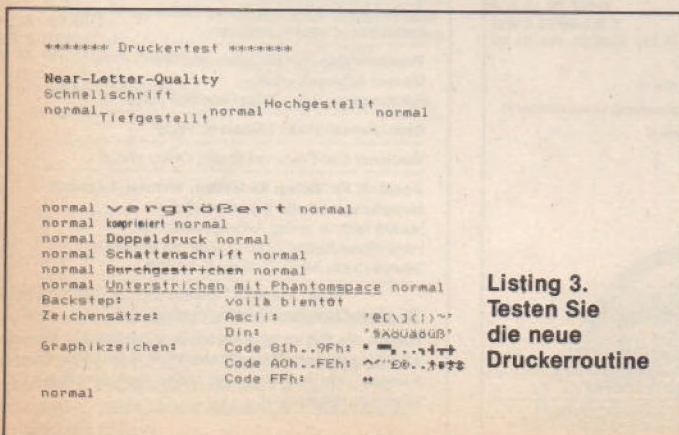 ******* Druckertest *******
Near-Letter-Quality
Schnellschrift
normal Tiefgestellt normal Hochgestellt normal
normal vergrößert normal
normal komprimiert normal
normal Doppeldruck normal
normal Schattenschrift normal
normal Durchgestrichen normal
normal Unterstrichen mit Phantomspace normal
Backstep: voilà bientôt
Zeichensätze: Ascii: '@[\]{|}~'
Din: '§ÄÖÜäöüß'
Graphikzeichen: Code 81h..9Fh:
Code A0h..FEh:
Code FFh:
normal
Listing 3.
Testen Sie
die neue
Druckerroutine